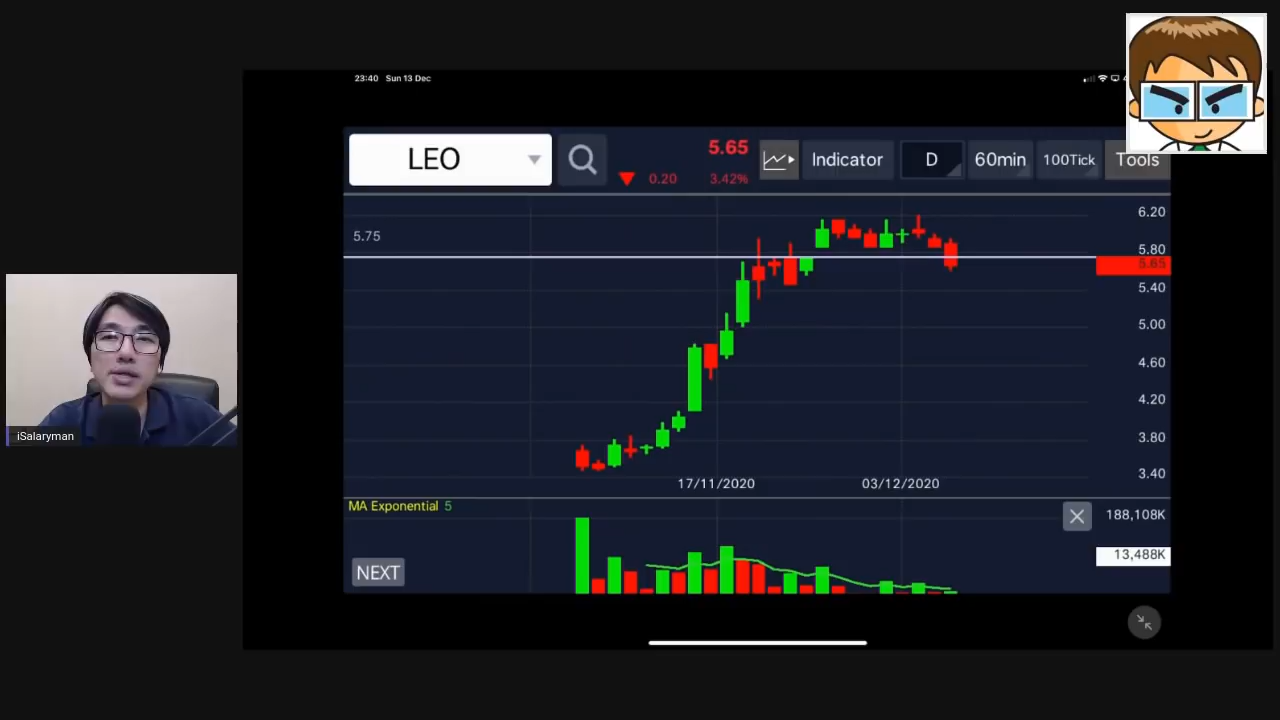 23:40 Sun 13 Dec
LEO
5.65
0.20 3.42%
Indicator
D
60min
100Tick
Tools
5.75
6.20
5.80
5.65
5.40
5.00
4.60
4.20
3.80
3.40
17/11/2020 03/12/2020
MA Exponential 5
188,108K
13,488K
NEXT
iSalaryman